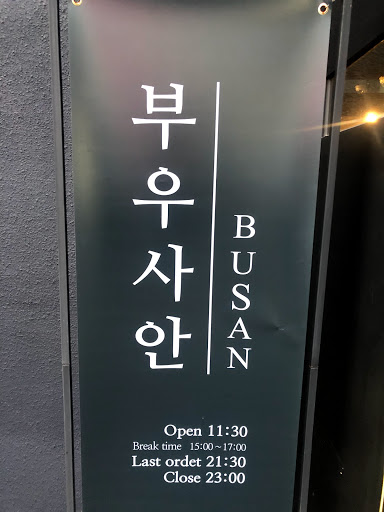 부우사안
BUSAN
Open 11:30
Break time 15:00~17:00
Last ordet 21:30
Close 23:00